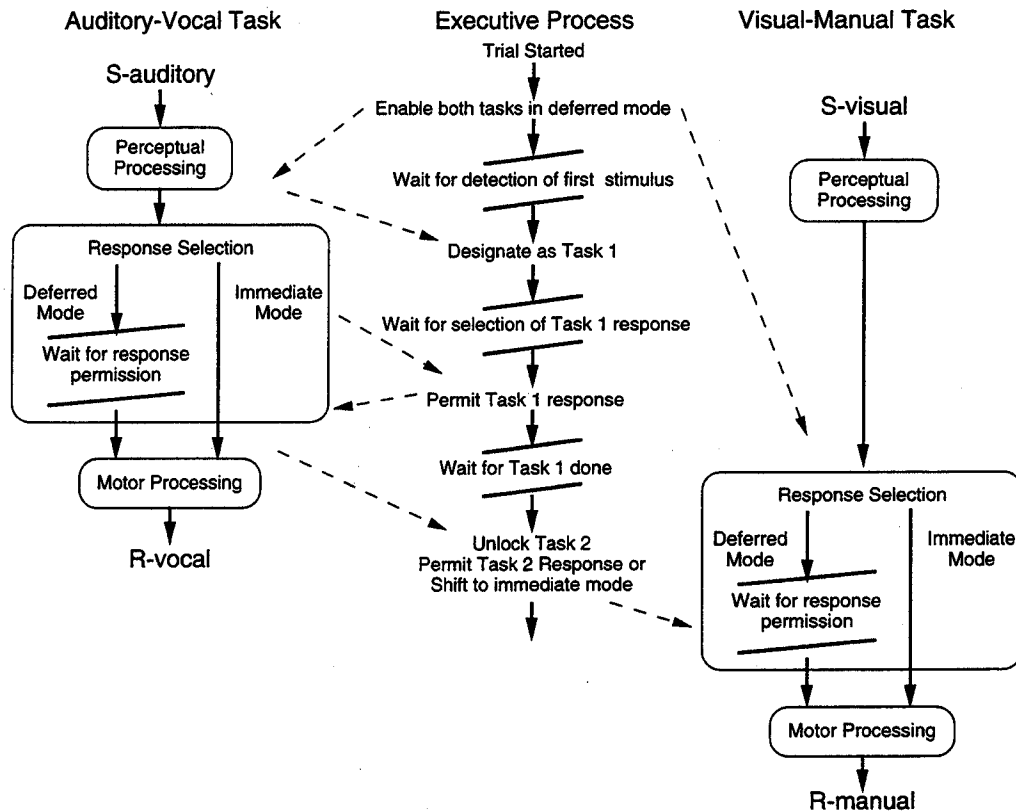 Auditory-Vocal Task
S-auditory
Perceptual
Processing
Response Selection
Deferred
Mode
Immediate
Mode
Wait for response
permission
Motor Processing
R-vocal
Executive Process
Trial Started
Enable both tasks in deferred mode
Wait for detection of first stimulus
Designate as Task 1
Wait for selection of Task 1 response
Permit Task 1 response
Wait for Task 1 done
Unlock Task 2
Permit Task 2 Response or
Shift to immediate mode
Visual-Manual Task
S-visual
Perceptual
Processing
Response Selection
Deferred
Mode
Immediate
Mode
Wait for response
permission
Motor Processing
R-manual